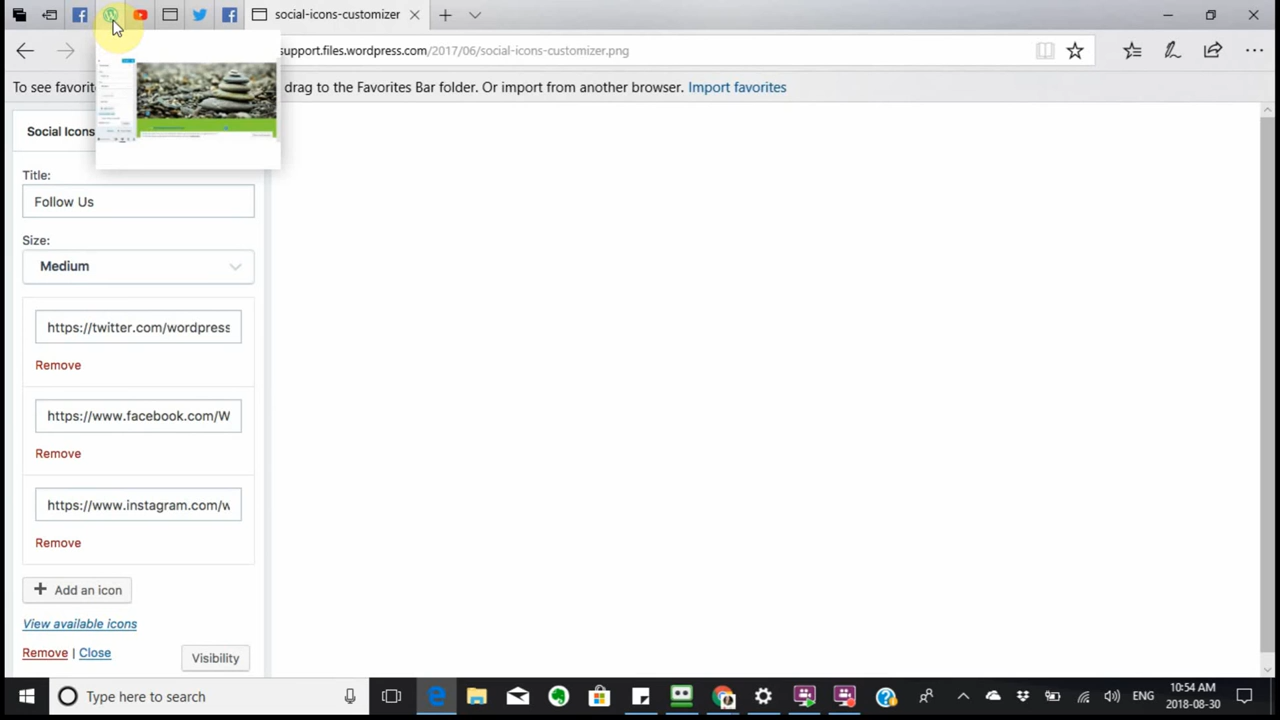 social-icons-customizer
support.files.wordpress.com/2017/06/social-icons-customizer.png
To see favorit
drag to the Favorites Bar folder. Or import from another browser. Import favorites
Social Icons
Title:
Follow Us
Size:
Medium
https://twitter.com/wordpress
Remove
https://www.facebook.com/W
Remove
https://www.instagram.com/w
Remove
Add an icon
View available icons
Remove | Close
Visibility
Type here to search
ENG
10:54 AM
2018-08-30